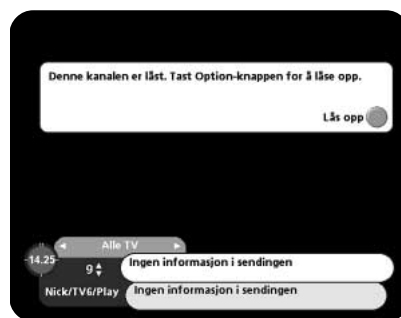 Denne kanalen er låst. Tast Option-knappen for å låse opp.
Lås opp
Alle TV
14.25
9
Ingen informasjon i sendingen
Nick/TV6/Play
Ingen informasjon i sendingen